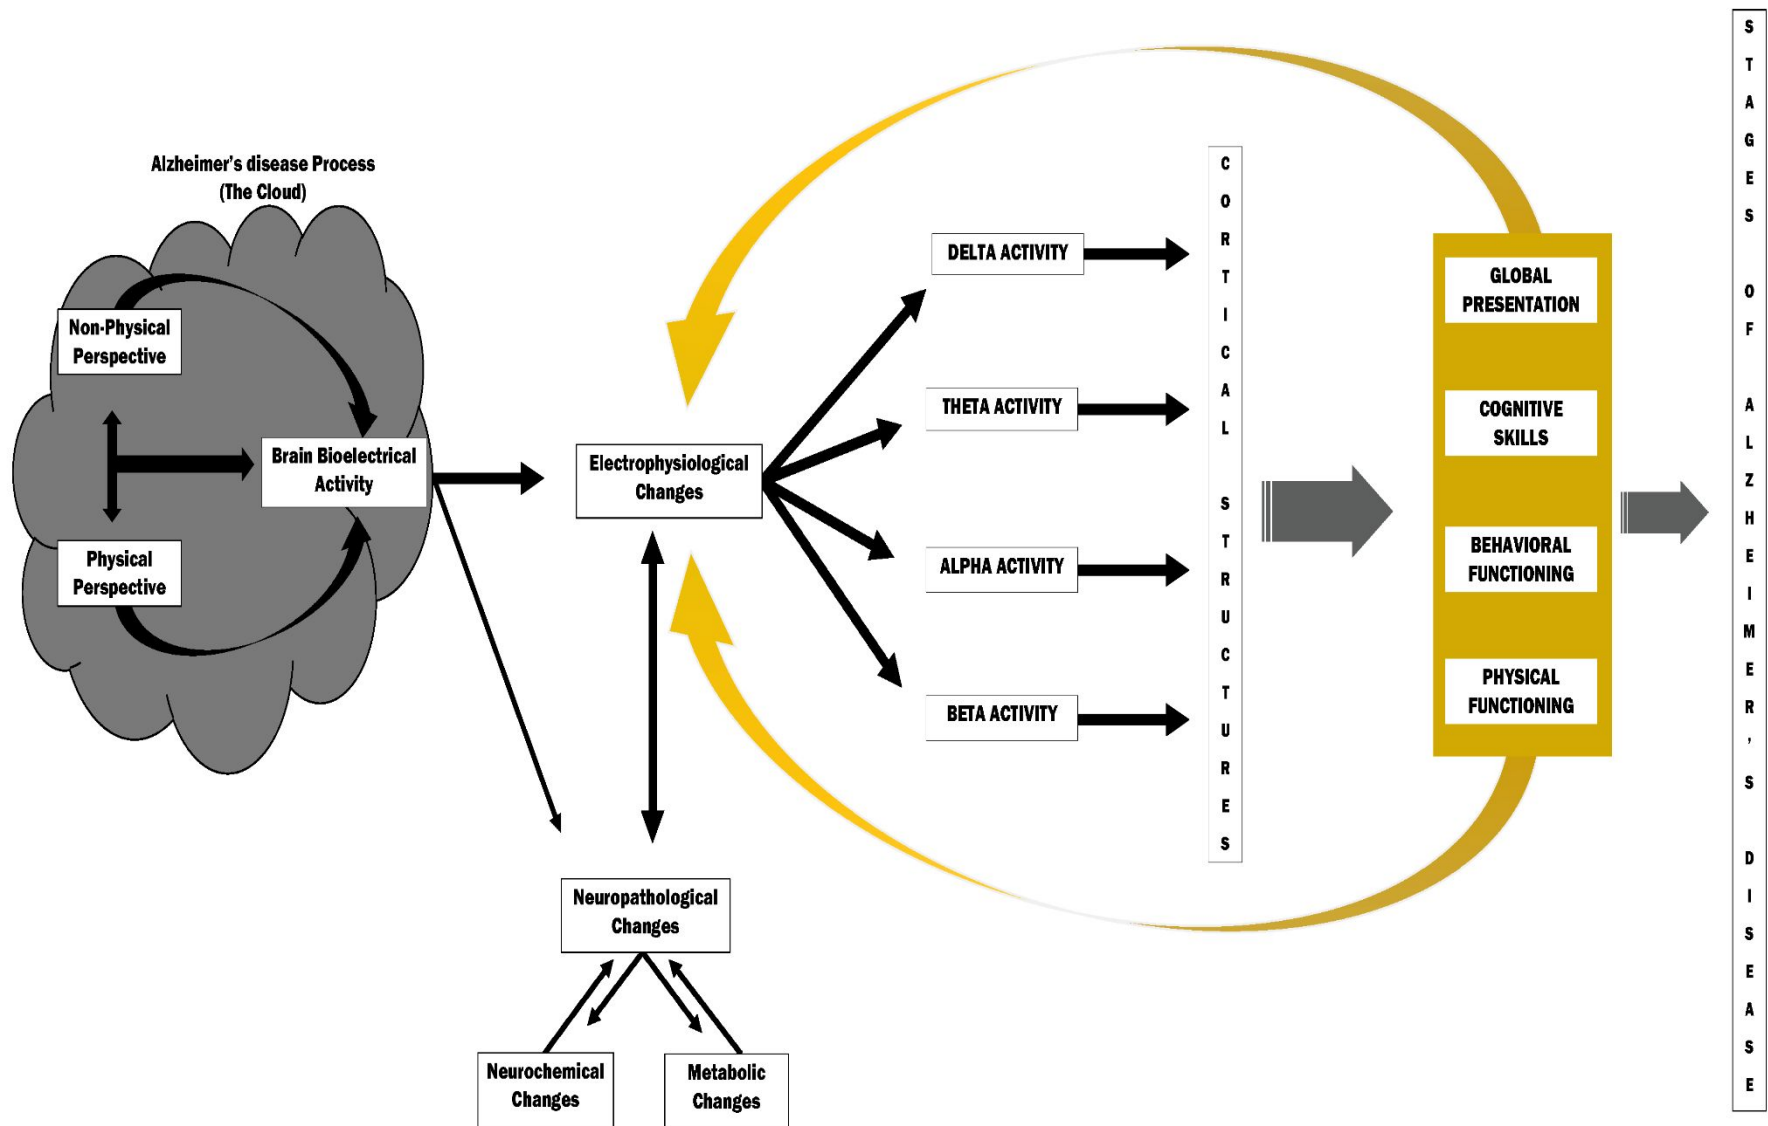 Alzheimer's disease Process
(The Cloud)
Non-Physical
Perspective
Brain Bioelectrical
Activity
Physical
Perspective
Electrophysiological
Changes
Neuropathological
Changes
Neurochemical
Changes
Metabolic
Changes
DELTA ACTIVITY
THETA ACTIVITY
ALPHA ACTIVITY
BETA ACTIVITY
CORTICAL STRUCTURES
GLOBAL
PRESENTATION
COGNITIVE
SKILLS
BEHAVIORAL
FUNCTIONING
PHYSICAL
FUNCTIONING
STAGES OF ALZHEIMER'S DISEASE